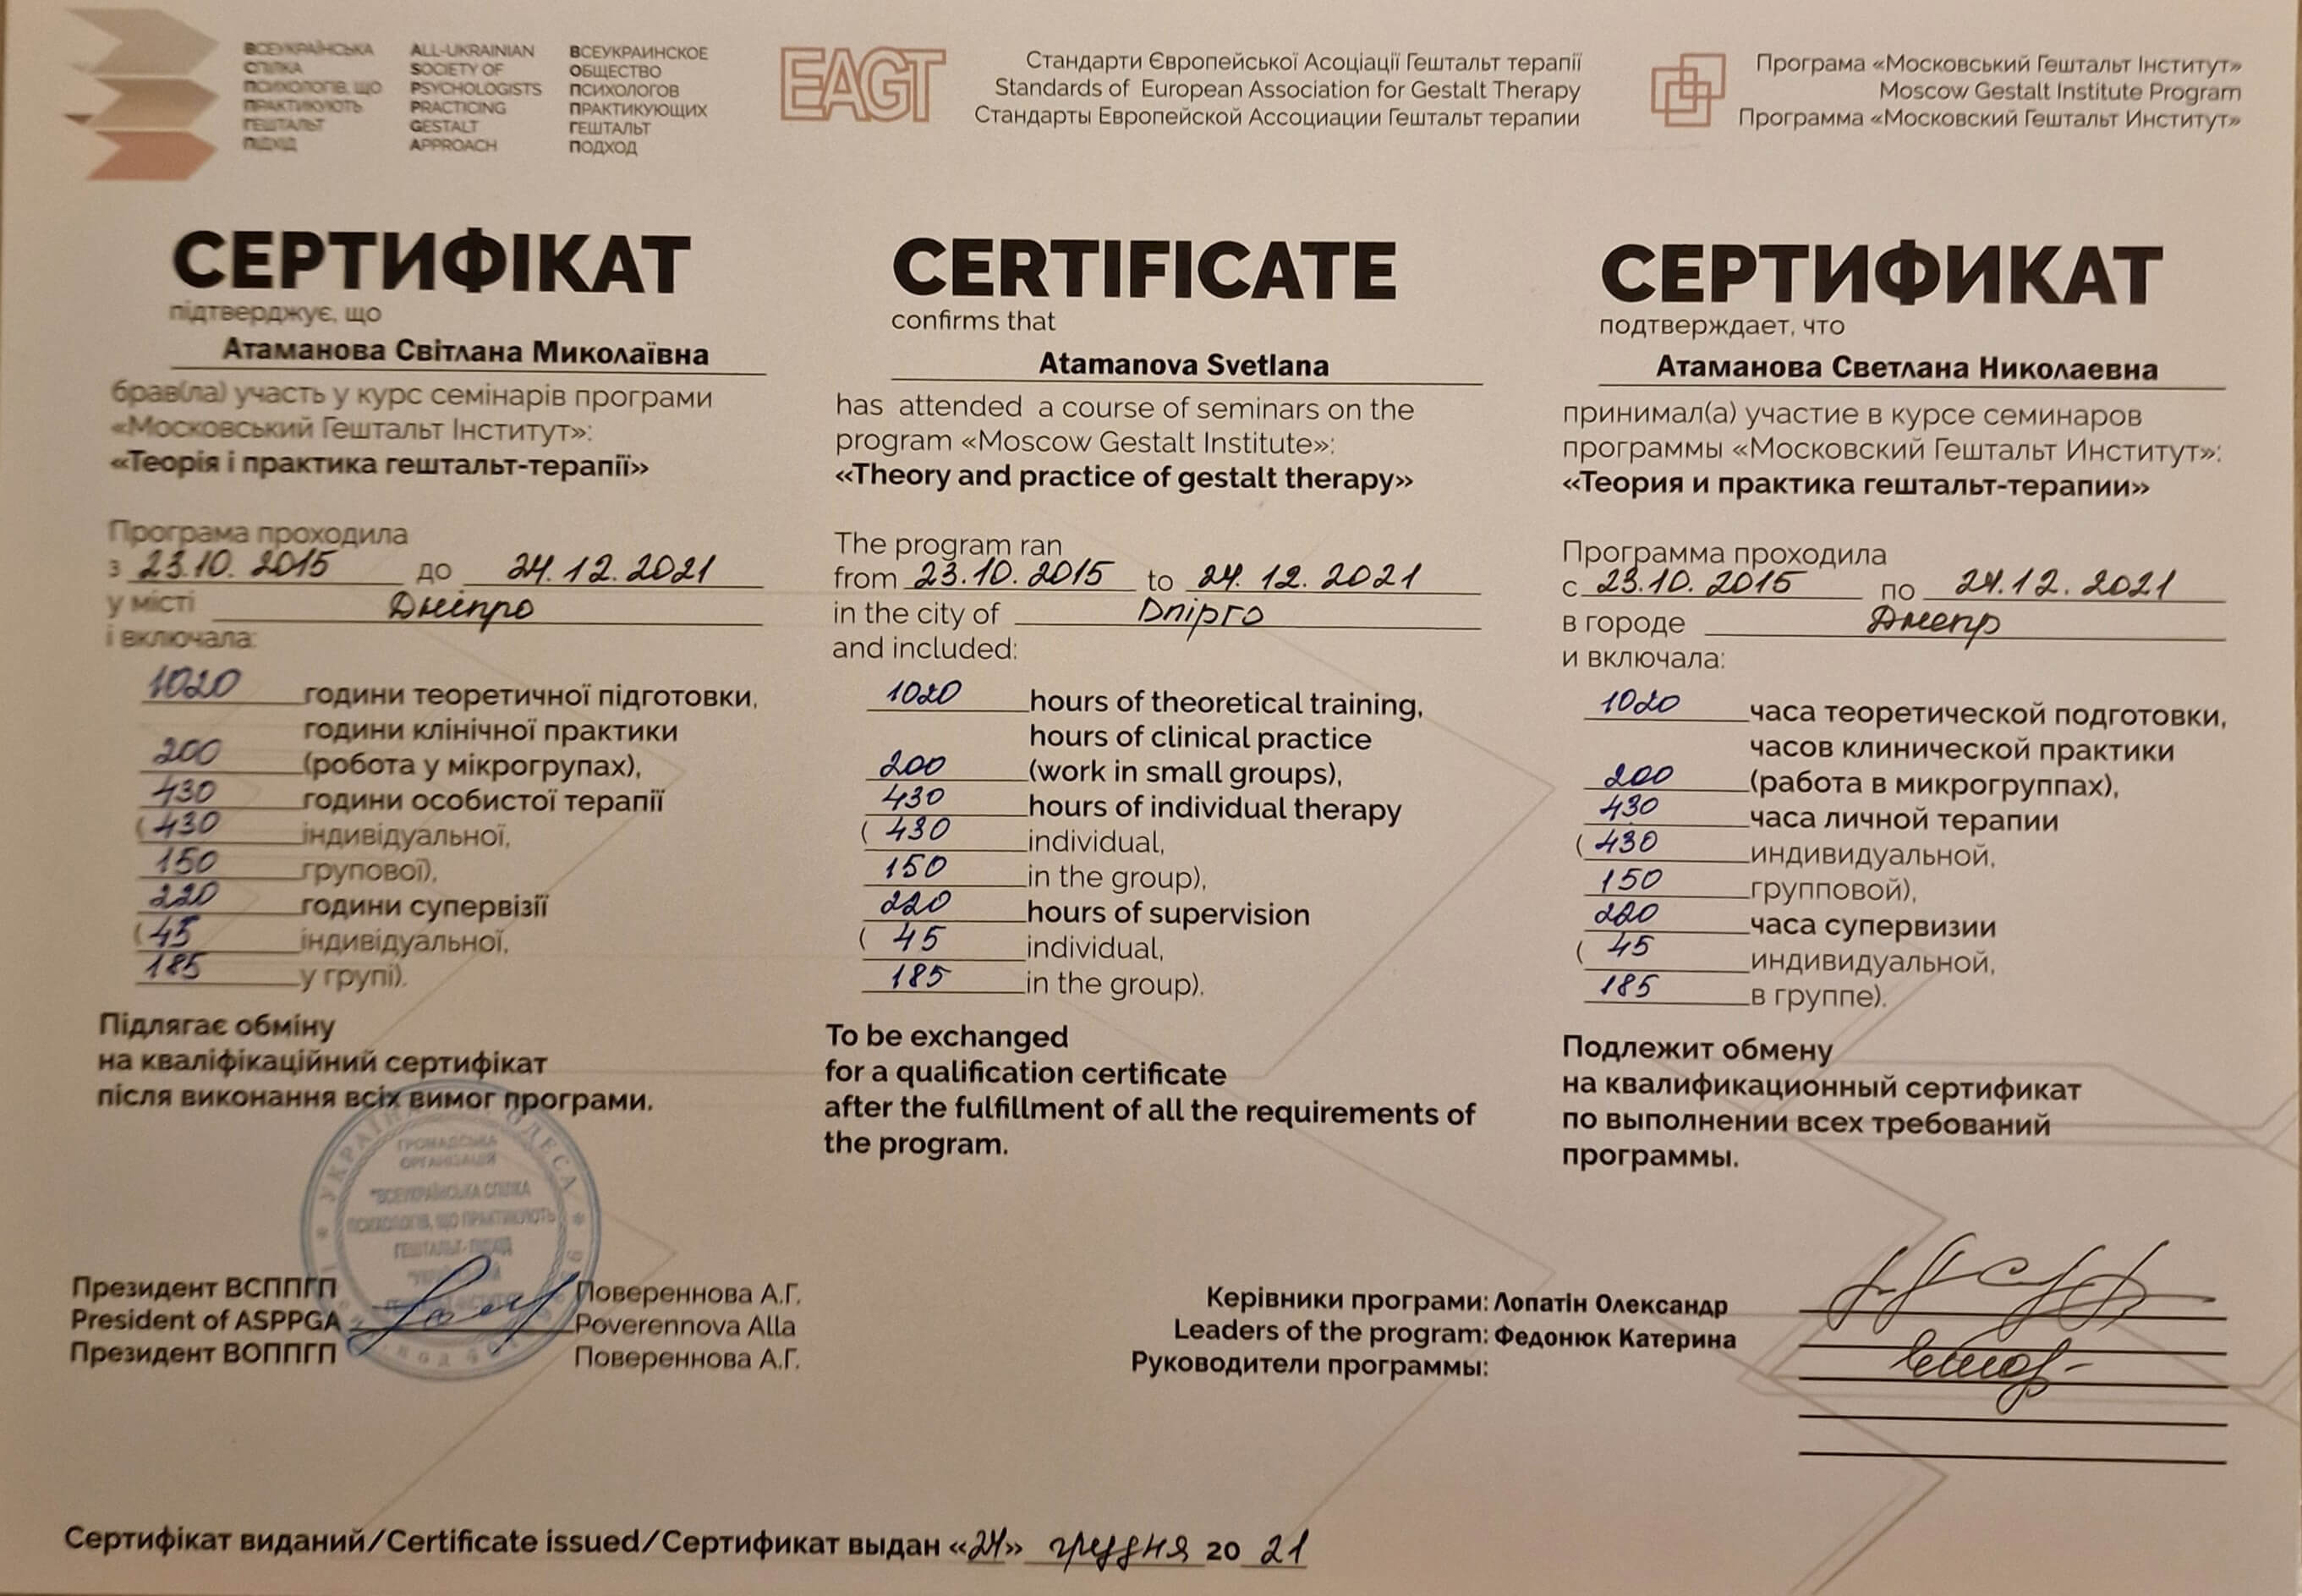 ВСЕУКРАЇНСЬКА
СПІЛКА
ПСИХОЛОГІВ, ЩО
ПРАКТИКУЮТЬ
ГЕШТАЛЬТ
ПІДХІД
ALL-UKRAINIAN
SOCIETY OF
PSYCHOLOGISTS
PRACTICING
GESTALT
APPROACH
ВСЕУКРАИНСКОЕ
ОБЩЕСТВО
ПСИХОЛОГОВ
ПРАКТИКУЮЩИХ
ГЕШТАЛЬТ
ПОДХОД
EAGT
Стандарти Європейської Асоціації Гештальт терапії
Standards of European Association for Gestalt Therapy
Стандарты Европейской Ассоциации Гештальт терапии
Програма «Московський Гештальт Інститут»
Moscow Gestalt Institute Program
Программа «Московский Гештальт Институт»
СЕРТИФІКАТ
підтверджує, що
Атаманова Світлана Миколаївна
брав(ла) участь у курс семінарів програми
«Московський Гештальт Інститут»:
«Теорія і практика гештальт-терапії»
Програма проходила
з 23.10.2015 до 24.12.2021
у місті Дніпро
і включала:
1020 години теоретичної підготовки,
години клінічної практики
200 (робота у мікрогрупах),
430 години особистої терапії
(430 індивідуальної,
150 групової),
220 години супервізії
(45 індивідуальної,
185 у групі).
Підлягає обміну
на кваліфікаційний сертифікат
після виконання всіх вимог програми.
CERTIFICATE
confirms that
Atamanova Svetlana
has attended a course of seminars on the
program «Moscow Gestalt Institute»:
«Theory and practice of gestalt therapy»
The program ran
from 23.10.2015 to 24.12.2021
in the city of Dnipro
and included:
1020 hours of theoretical training,
hours of clinical practice
200 (work in small groups),
430 hours of individual therapy
(430 individual,
150 in the group),
220 hours of supervision
(45 individual,
185 in the group).
To be exchanged
for a qualification certificate
after the fulfillment of all the requirements of
the program.
СЕРТИФИКАТ
подтверждает, что
Атаманова Светлана Николаевна
принимал(а) участие в курсе семинаров
программы «Московский Гештальт Институт»:
«Теория и практика гештальт-терапии»
Программа проходила
с 23.10.2015 по 24.12.2021
в городе Днепр
и включала:
1020 часа теоретической подготовки,
часов клинической практики
200 (работа в микрогруппах),
430 часа личной терапии
(430 индивидуальной,
150 групповой),
220 часа супервизии
(45 индивидуальной,
185 в группе).
Подлежит обмену
на квалификационный сертификат
по выполнении всех требований
программы.
УКРАЇНА ОДЕСА
ГРОМАДСЬКА
ОРГАНІЗАЦІЯ
"ВСЕУКРАЇНСЬКА СПІЛКА
ПСИХОЛОГІВ, ЩО ПРАКТИКУЮТЬ
ГЕШТАЛЬТ-ПІДХІД
Президент ВСППГП Повереннова А.Г.
President of ASPPGA Poverennova Alla
Президент ВОППГП Повереннова А.Г.
Керівники програми: Лопатін Олександр
Leaders of the program: Федонюк Катерина
Руководители программы:
Сертифікат виданий/Certificate issued/Сертификат выдан «24» грудня 20 21